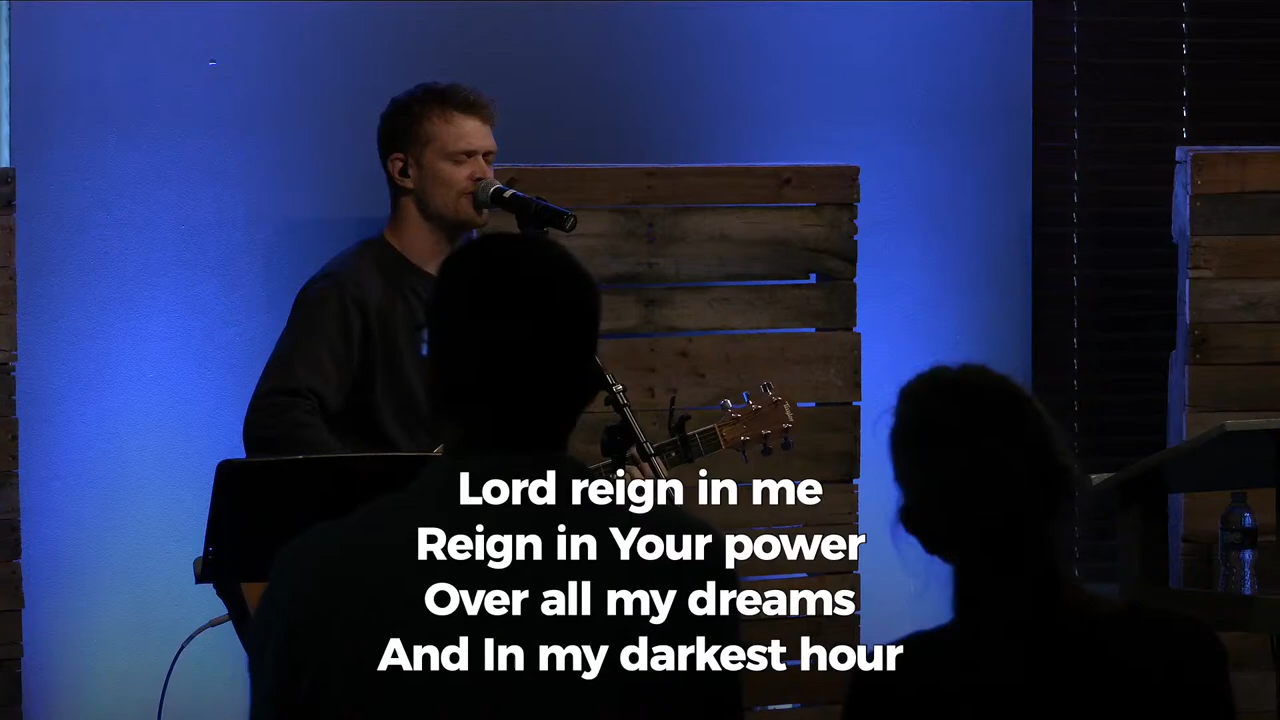 Lord reign in me
Reign in Your power
Over all my dreams
And In my darkest hour